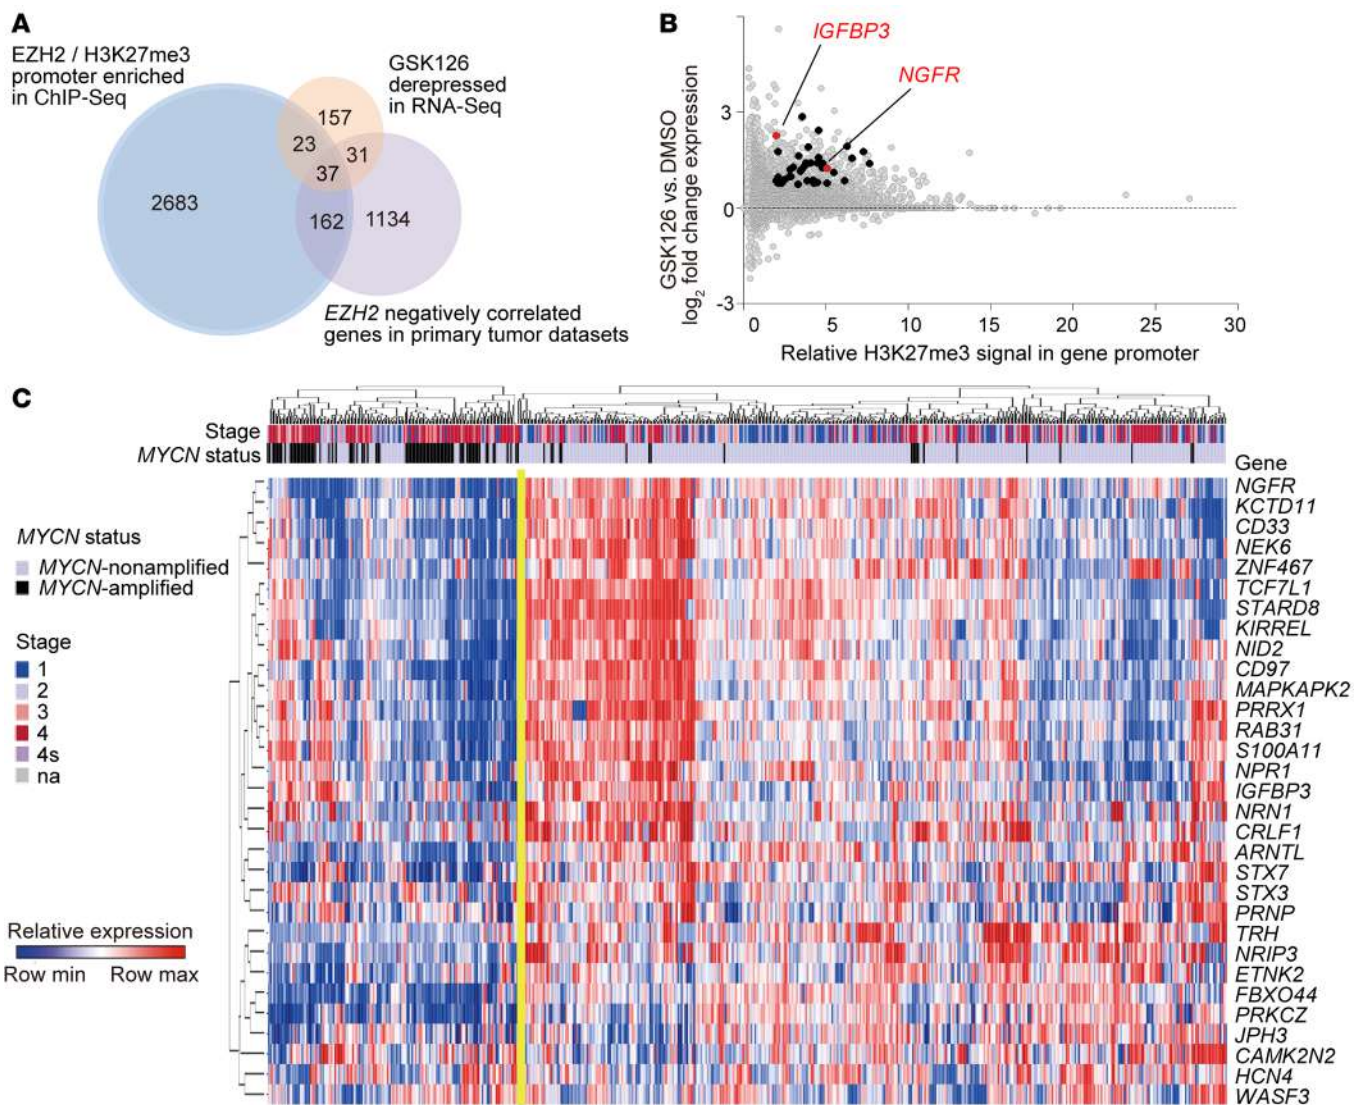 A
EZH2 / H3K27me3
promoter enriched
in ChIP-Seq
GSK126
derepressed
in RNA-Seq
157
23
31
37
2683
162
1134
EZH2 negatively correlated
genes in primary tumor datasets
B
IGFBP3
NGFR
GSK126 vs. DMSO
log2 fold change expression
3
0
-3
0 5 10 15 20 25 30
Relative H3K27me3 signal in gene promoter
C
Stage
MYCN status
MYCN status
MYCN-nonamplified
MYCN-amplified
Stage
1
2
3
4
4s
na
Relative expression
Row min Row max
Gene
NGFR
KCTD11
CD33
NEK6
ZNF467
TCF7L1
STARD8
KIRREL
NID2
CD97
MAPKAPK2
PRRX1
RAB31
S100A11
NPR1
IGFBP3
NRN1
CRLF1
ARNTL
STX7
STX3
PRNP
TRH
NRIP3
ETNK2
FBXO44
PRKCZ
JPH3
CAMK2N2
HCN4
WASF3